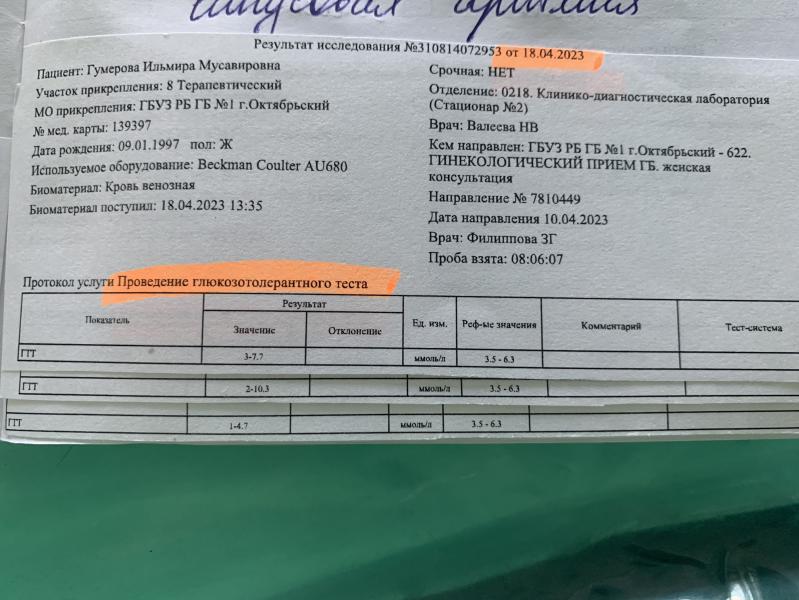 синусовая аритмия
Результат исследования №310814072953 от 18.04.2023
Пациент: Гумерова Ильмира Мусавировна
Участок прикрепления: 8 Терапевтический
МО прикрепления: ГБУЗ РБ ГБ №1 г.Октябрьский
№ мед. карты: 139397
Дата рождения: 09.01.1997 пол: Ж
Используемое оборудование: Beckman Coulter AU680
Биоматериал: Кровь венозная
Биоматериал поступил: 18.04.2023 13:35
Срочная: НЕТ
Отделение: 0218. Клинико-диагностическая лаборатория
(Стационар №2)
Врач: Валеева НВ
Кем направлен: ГБУЗ РБ ГБ №1 г.Октябрьский - 622.
ГИНЕКОЛОГИЧЕСКИЙ ПРИЕМ ГБ. женская
консультация
Направление № 7810449
Дата направления 10.04.2023
Врач: Филиппова ЗГ
Проба взята: 08:06:07
Протокол услуги Проведение глюкозотолерантного теста
Показатель Результат Ед. изм. Реф-ые значения Комментарий Тест-система
Значение Отклонение
ГТТ 3-7.7 ммоль/л 3.5 - 6.3
ГТТ 2-10.3 ммоль/л 3.5 - 6.3
ГТТ 1-4.7 ммоль/л 3.5 - 6.3